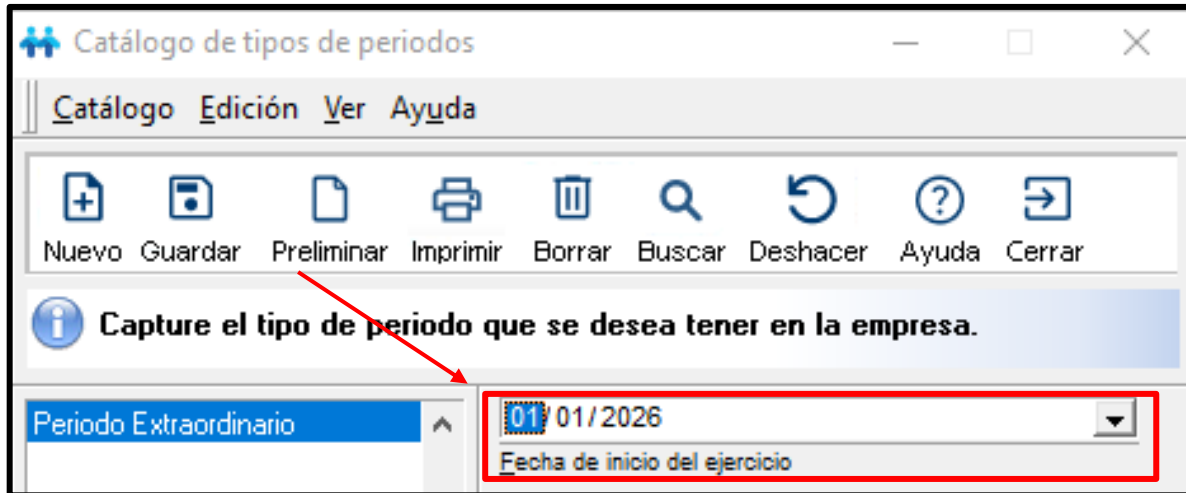 Catálogo de tipos de periodos
Catálogo Edición Ver Ayuda
Nuevo Guardar Preliminar Imprimir Borrar Buscar Deshacer Ayuda Cerrar
Capture el tipo de periodo que se desea tener en la empresa.
Periodo Extraordinario
01/01/2026
Fecha de inicio del ejercicio